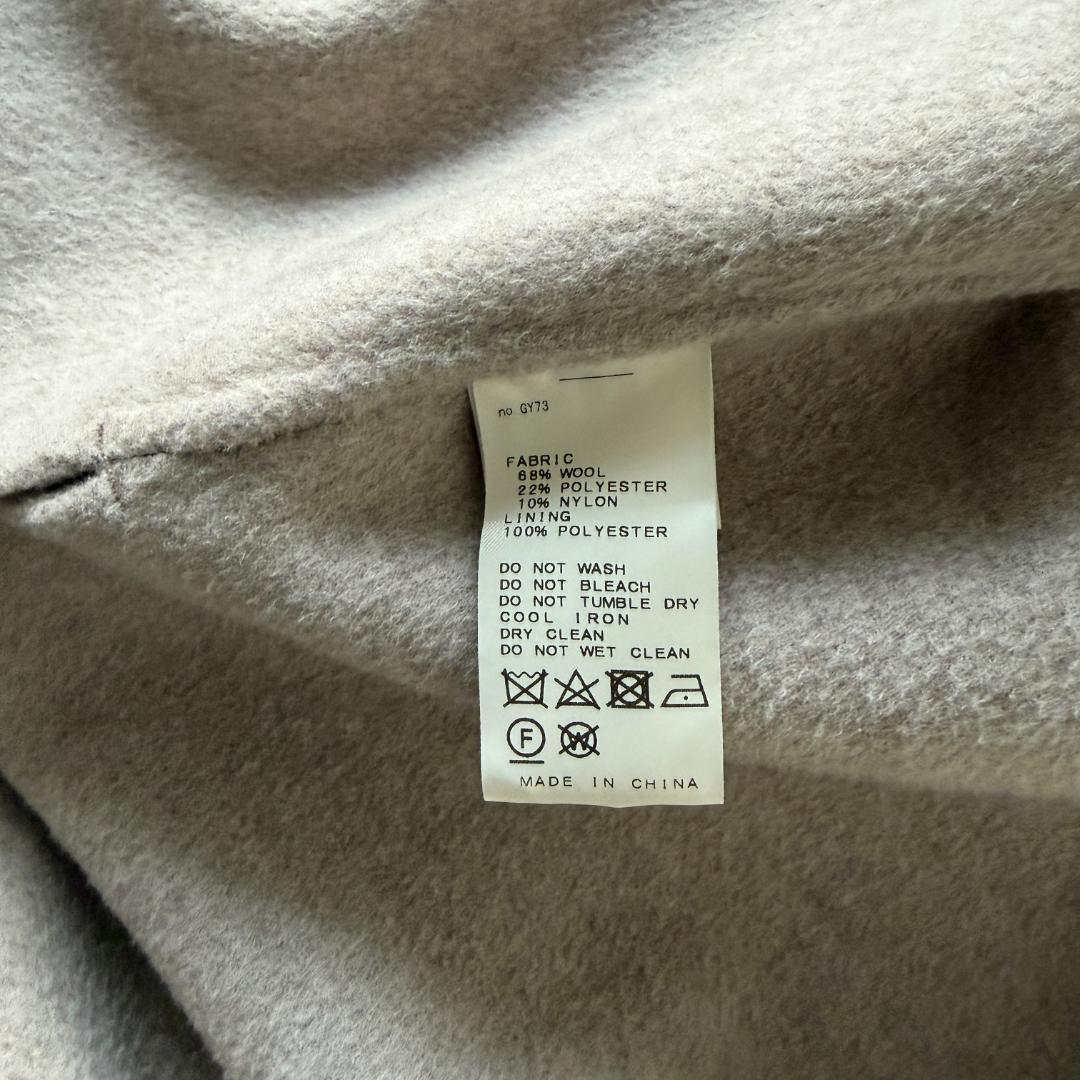 no GY73
FABRIC
68% WOOL
22% POLYESTER
10% NYLON
LINING
100% POLYESTER
DO NOT WASH
DO NOT BLEACH
DO NOT TUMBLE DRY
COOL IRON
DRY CLEAN
DO NOT WET CLEAN
F W
MADE IN CHINA